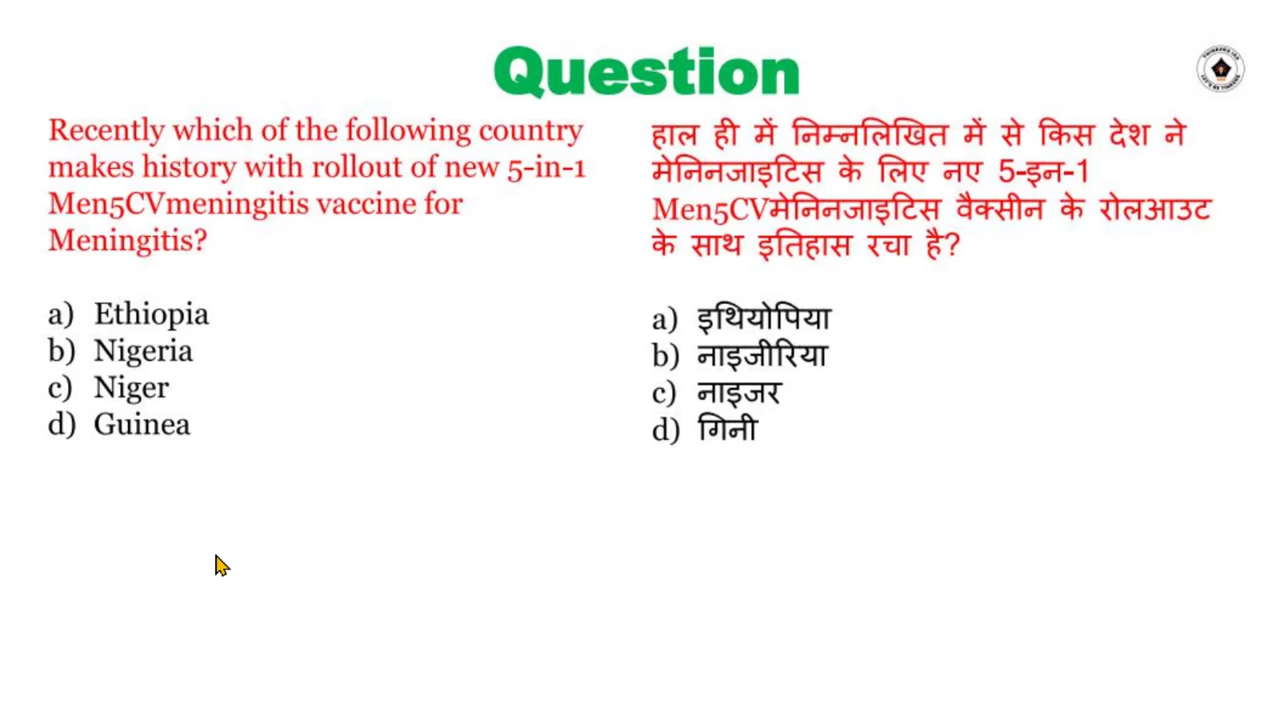 Question
Recently which of the following country
makes history with rollout of new 5-in-1
Men5CVmeningitis vaccine for
Meningitis?
a) Ethiopia
b) Nigeria
c) Niger
d) Guinea
हाल ही में निम्नलिखित में से किस देश ने
मेनिनजाइटिस के लिए नए 5-इन-1
Men5CVमेनिनजाइटिस वैक्सीन के रोलआउट
के साथ इतिहास रचा है?
a) इथियोपिया
b) नाइजीरिया
c) नाइजर
d) गिनी